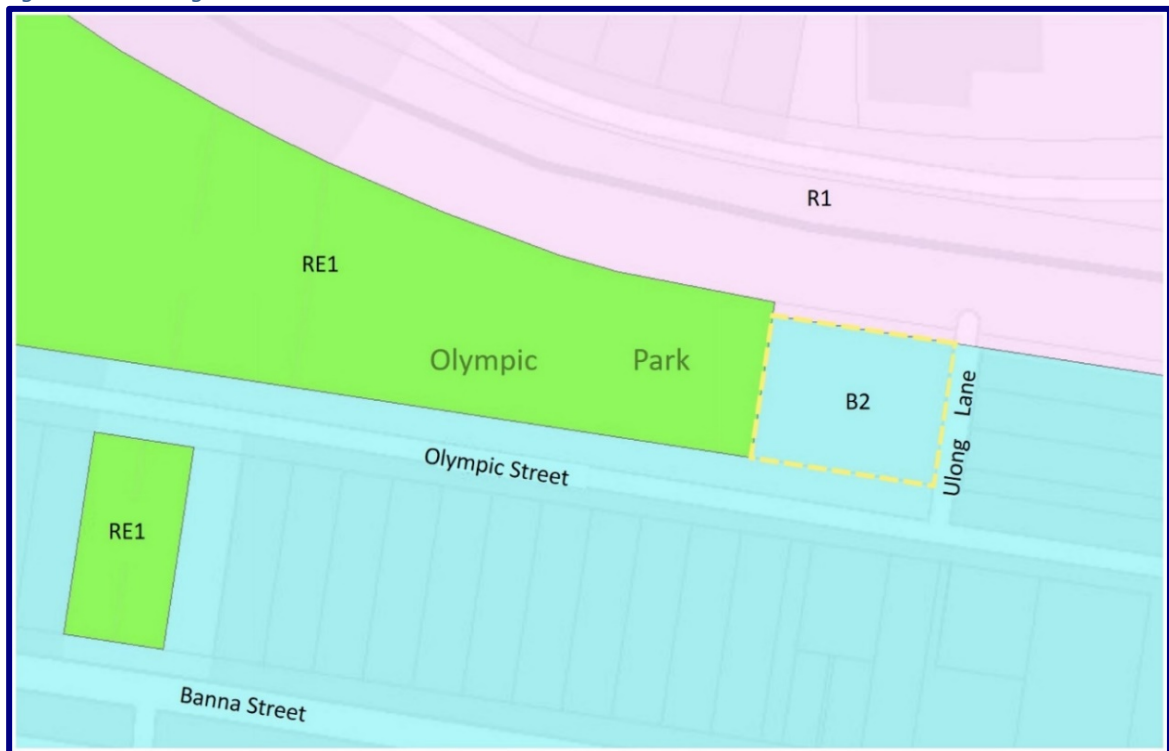 R1
RE1
Olympic Park
B2
Ulong Lane
Olympic Street
RE1
Banna Street